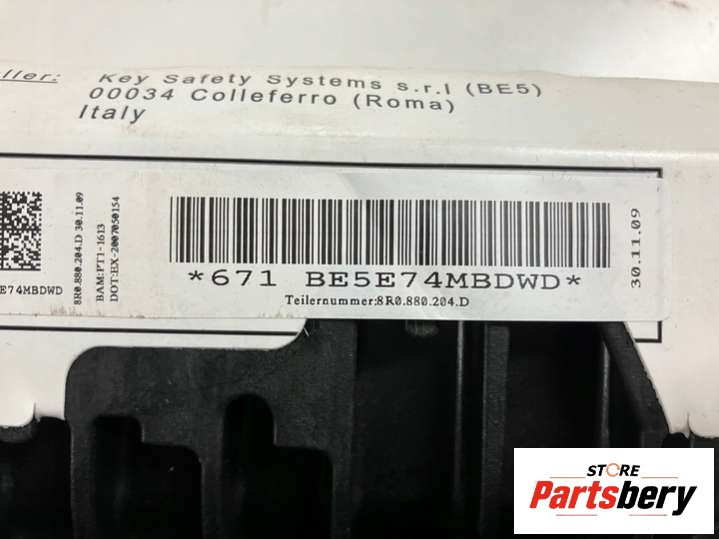 ller: Key Safety Systems s.r.l (BE5)
00034 Colleferro (Roma)
Italy
E74MBDWD
8R0.880.204.D 30.11.09
BAM:PT1-1613
DOT:EX-2007050154
*671 BE5E74MBDWD*
Teilernummer:8R0.880.204.D
30.11.09
STORE
Partsbery